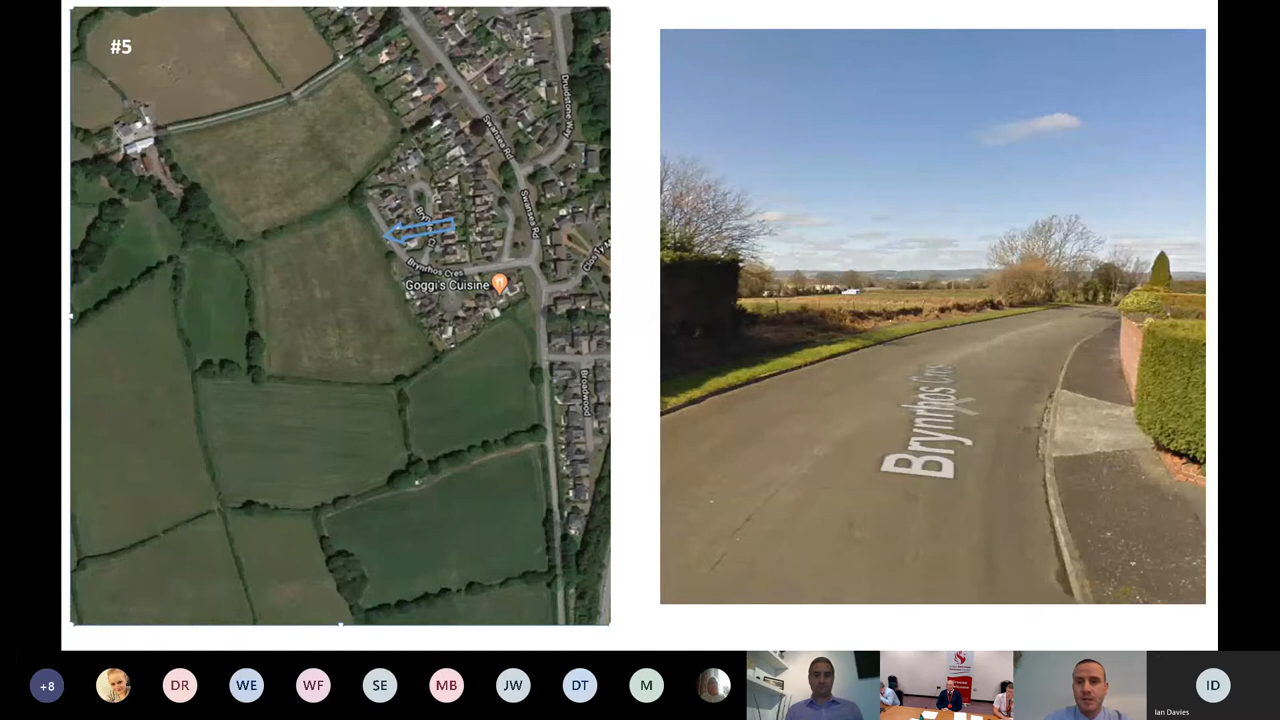 #5
Druidstone Way
Swansea Rd
Swansea Rd
Brynrhos Cres
Goggi's Cuisine
Broadwood
Brynrhos Cres
+8
DR
WE
WF
SE
MB
JW
DT
M
ID
Ian Davies